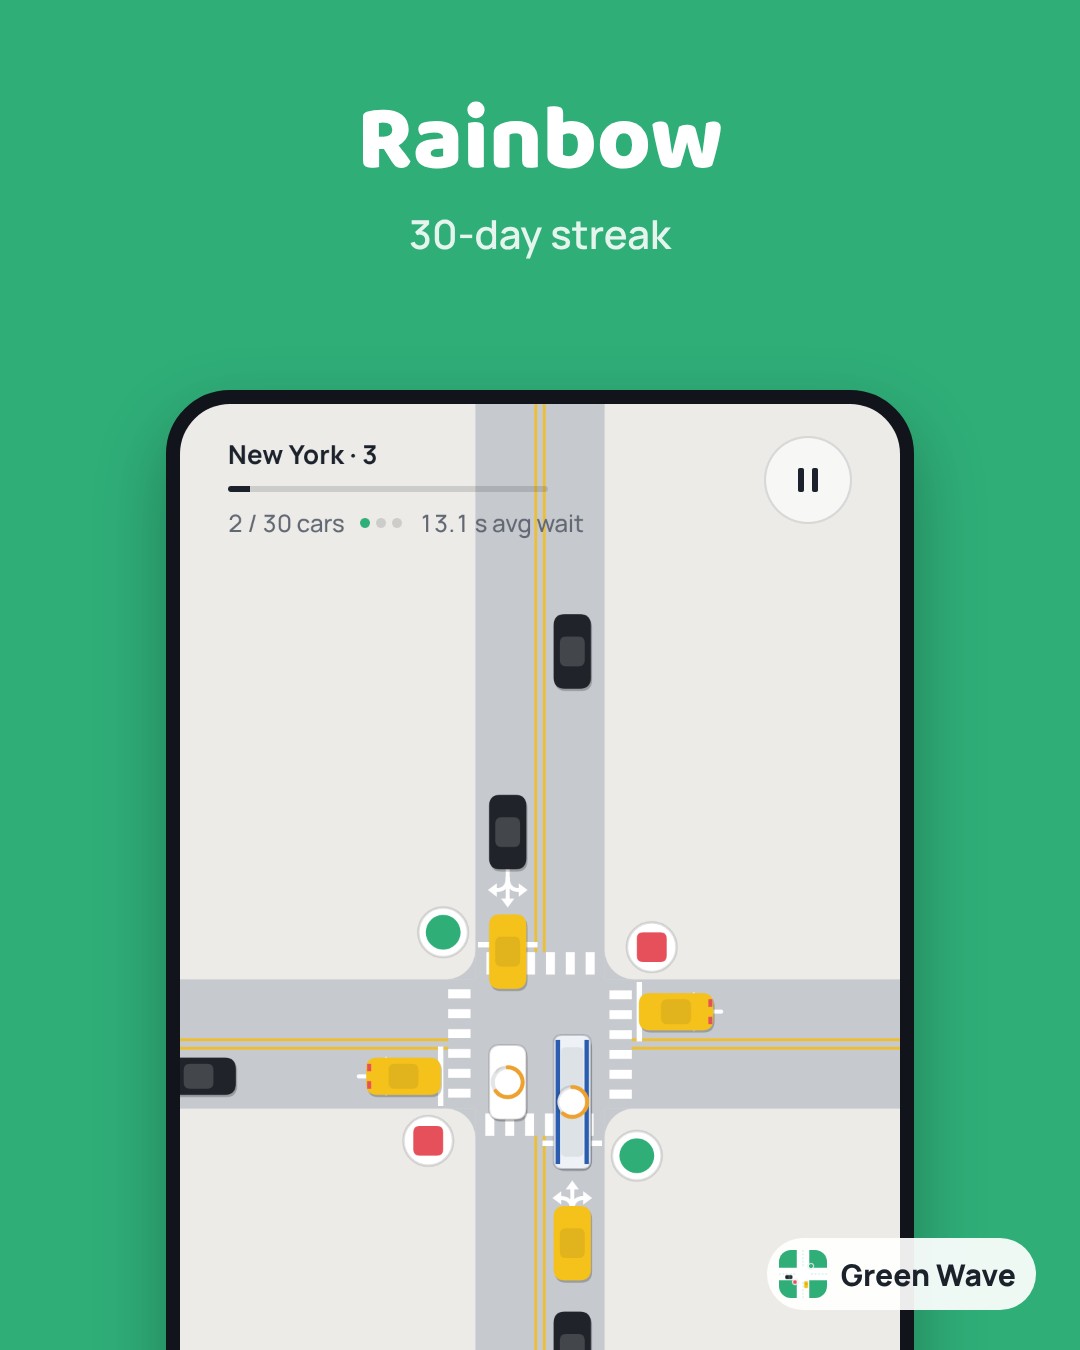 Rainbow
30-day streak
New York · 3
2 / 30 cars 13.1 s avg wait
Green Wave